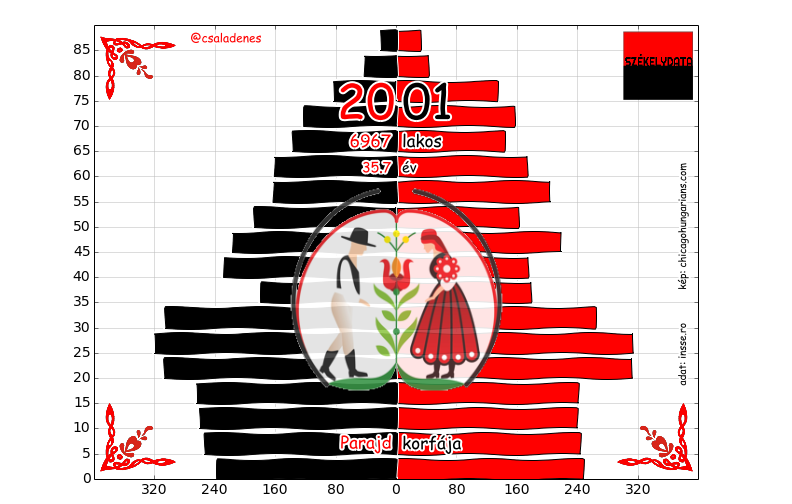 @csaladenes
SZÉKELYDATA
2001
6967 lakos
35.7 év
Parajd korfája
kép: chicagohungarians.com
adat: insse.ro
85
80
75
70
65
60
55
50
45
40
35
30
25
20
15
10
5
0
320 240 160 80 0 80 160 240 320